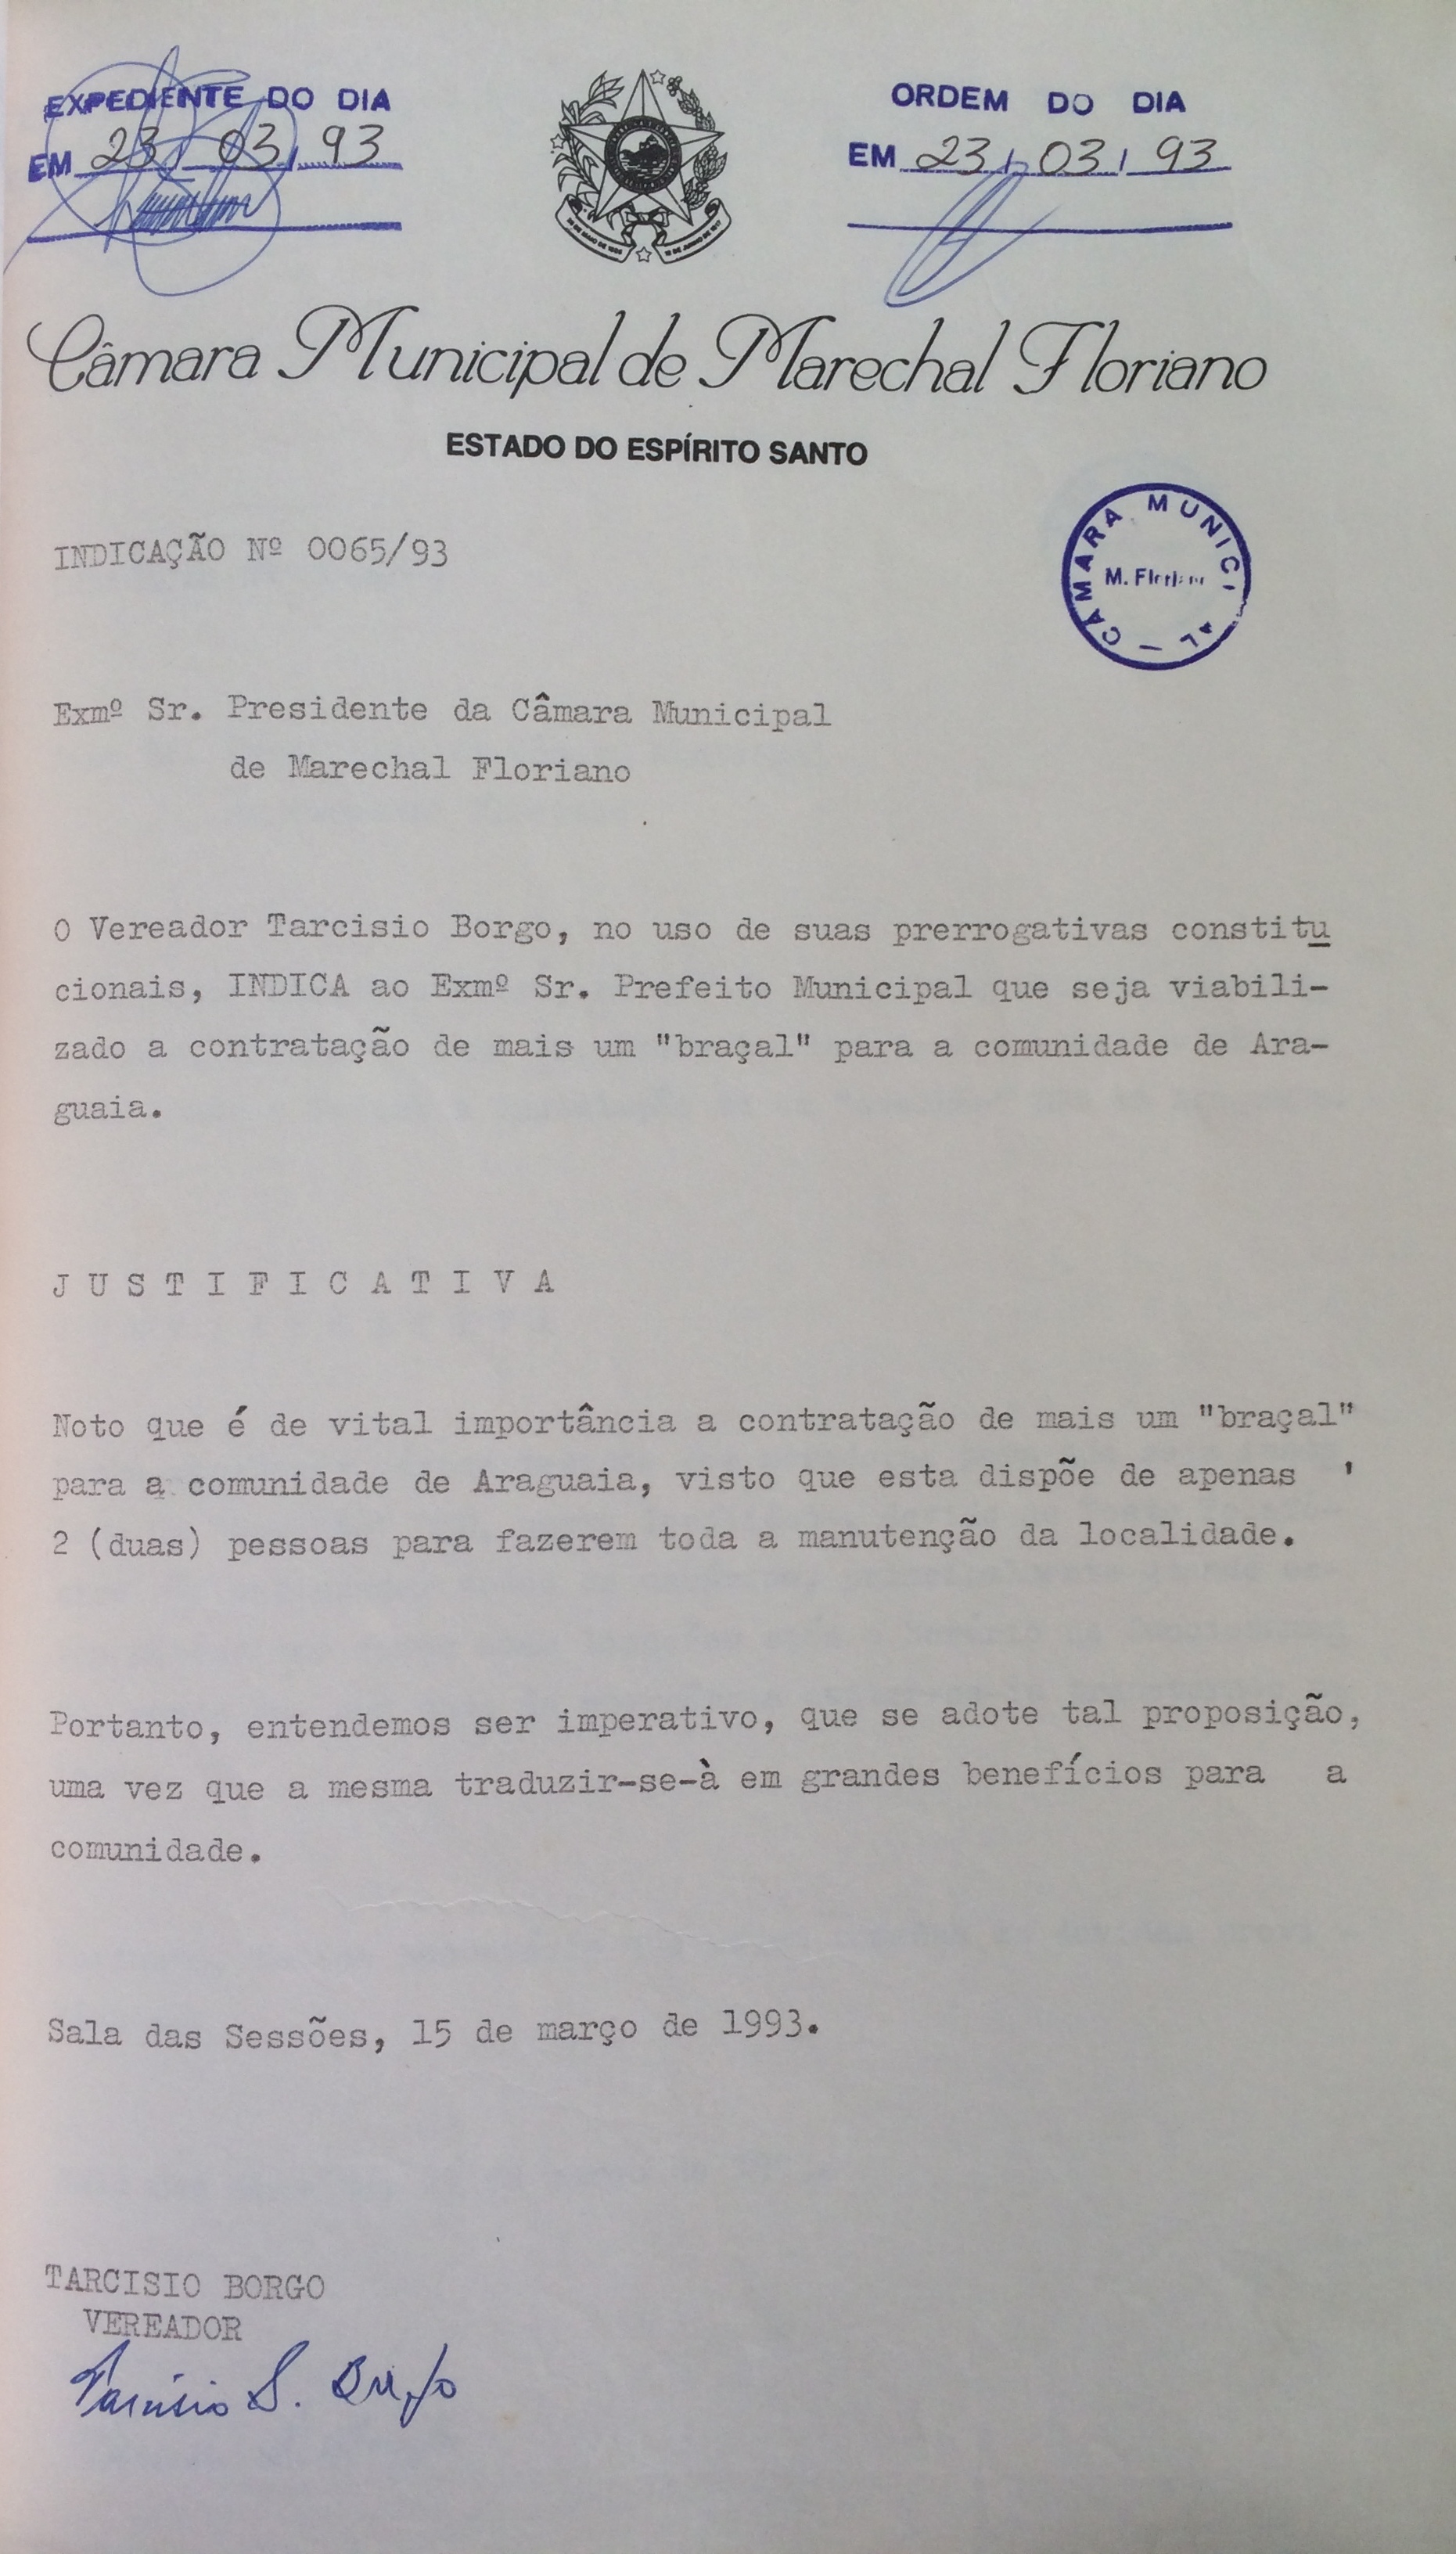 EXPEDIENTE DO DIA
EM 23 / 03 / 93
ORDEM DO DIA
EM 23 / 03 / 93
Câmara Municipal de Marechal Floriano
ESTADO DO ESPÍRITO SANTO
CÂMARA MUNICI AL —
M. Floriano
INDICAÇÃO Nº 0065/93
Exmº Sr. Presidente da Câmara Municipal
de Marechal Floriano
O Vereador Tarcisio Borgo, no uso de suas prerrogativas constitu
cionais, INDICA ao Exmº Sr. Prefeito Municipal que seja viabili-
zado a contratação de mais um "braçal" para a comunidade de Ara-
guaia.
J U S T I F I C A T I V A
Noto que é de vital importância a contratação de mais um "braçal"
para a comunidade de Araguaia, visto que esta dispõe de apenas '
2 (duas) pessoas para fazerem toda a manutenção da localidade.
Portanto, entendemos ser imperativo, que se adote tal proposição,
uma vez que a mesma traduzir-se-à em grandes benefícios para a
comunidade.
Sala das Sessões, 15 de março de 1993.
TARCISIO BORGO
VEREADOR
Tarcisio S. Borgo